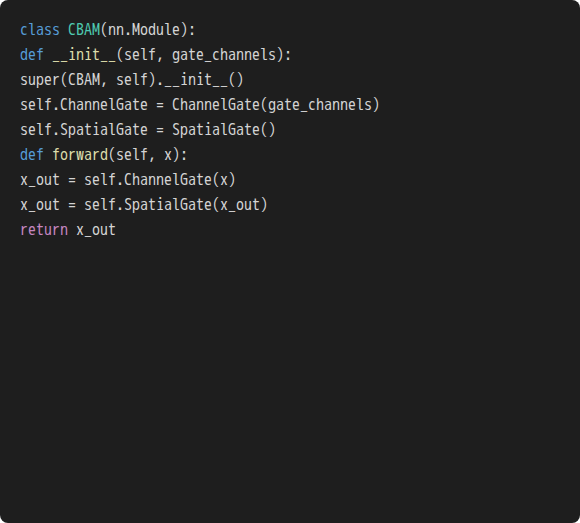 class CBAM(nn.Module):
def __init__(self, gate_channels):
super(CBAM, self).__init__()
self.ChannelGate = ChannelGate(gate_channels)
self.SpatialGate = SpatialGate()
def forward(self, x):
x_out = self.ChannelGate(x)
x_out = self.SpatialGate(x_out)
return x_out